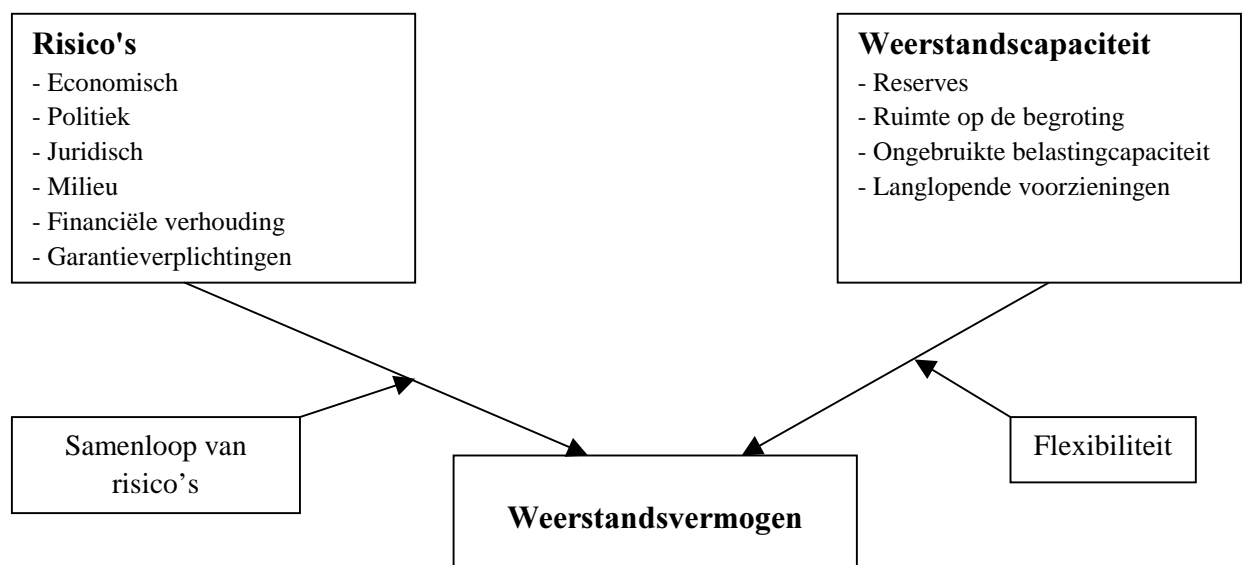 Risico's
- Economisch
- Politiek
- Juridisch
- Milieu
- Financiële verhouding
- Garantieverplichtingen
Weerstandscapaciteit
- Reserves
- Ruimte op de begroting
- Ongebruikte belastingcapaciteit
- Langlopende voorzieningen
Samenloop van
risico’s
Flexibiliteit
Weerstandsvermogen